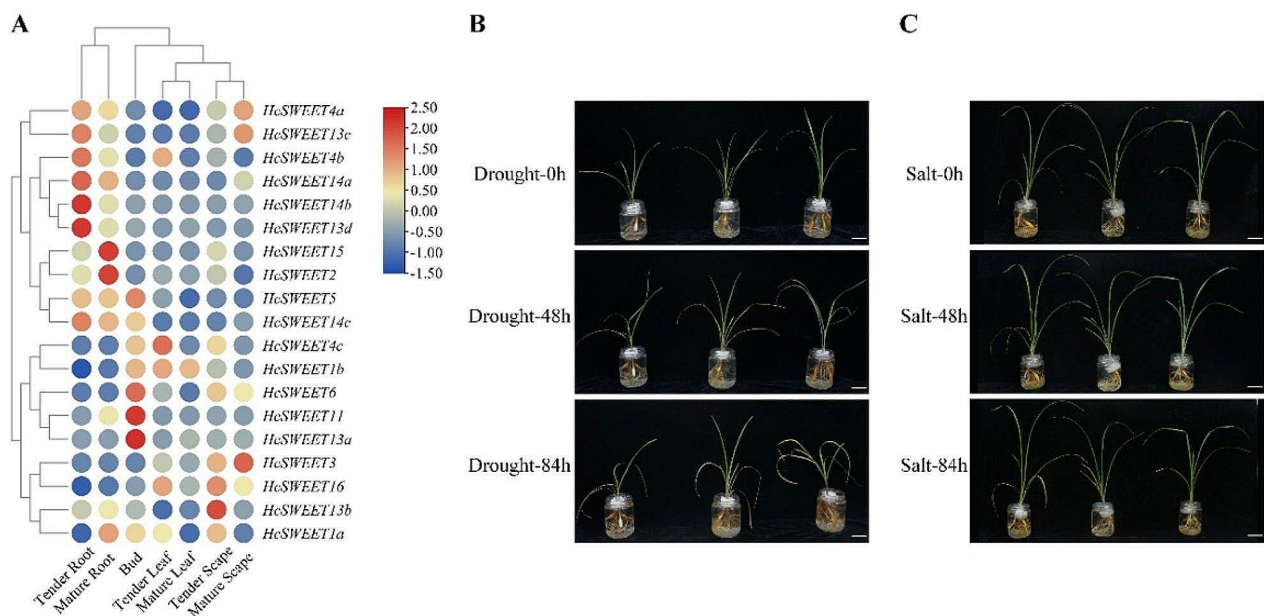 A
B
C
HcSWEET4a
HcSWEET13c
HcSWEET4b
HcSWEET14a
HcSWEET14b
HcSWEET13d
HcSWEET15
HcSWEET2
HcSWEET5
HcSWEET14c
HcSWEET4c
HcSWEET1b
HcSWEET6
HcSWEET11
HcSWEET13a
HcSWEET3
HcSWEET16
HcSWEET13b
HcSWEET1a
Tender Root
Mature Root
Bud
Tender Leaf
Mature Leaf
Tender Scape
Mature Scape
2.50
2.00
1.50
1.00
0.50
0.00
-0.50
-1.00
-1.50
Drought-0h
Drought-48h
Drought-84h
Salt-0h
Salt-48h
Salt-84h